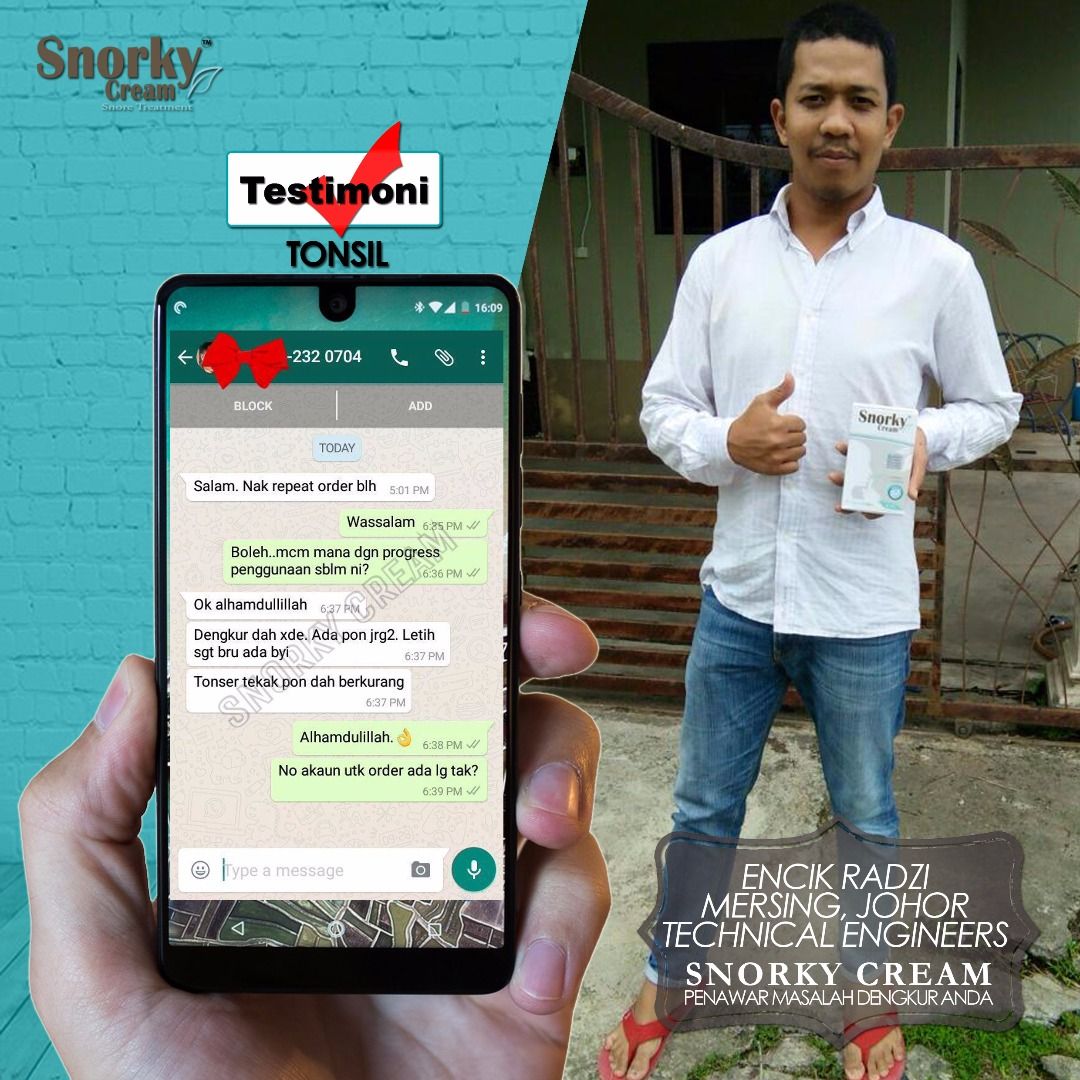 Snorky™
Cream
Snore Treatment
Testimoni
TONSIL
16:09
-232 0704
BLOCK
ADD
TODAY
Salam. Nak repeat order blh 5:01 PM
Wassalam 6:35 PM
Boleh..mcm mana dgn progress
penggunaan sblm ni? 6:36 PM
Ok alhamdullillah 6:37 PM
Dengkur dah xde. Ada pon jrg2. Letih
sgt bru ada byi 6:37 PM
Tonser tekak pon dah berkurang
6:37 PM
Alhamdulillah.👌 6:38 PM
No akaun utk order ada lg tak?
6:39 PM
Type a message
SNORKY CREAM
Snorky™
Cream
ENCIK RADZI
MERSING, JOHOR
TECHNICAL ENGINEERS
SNORKY CREAM
PENAWAR MASALAH DENGKUR ANDA